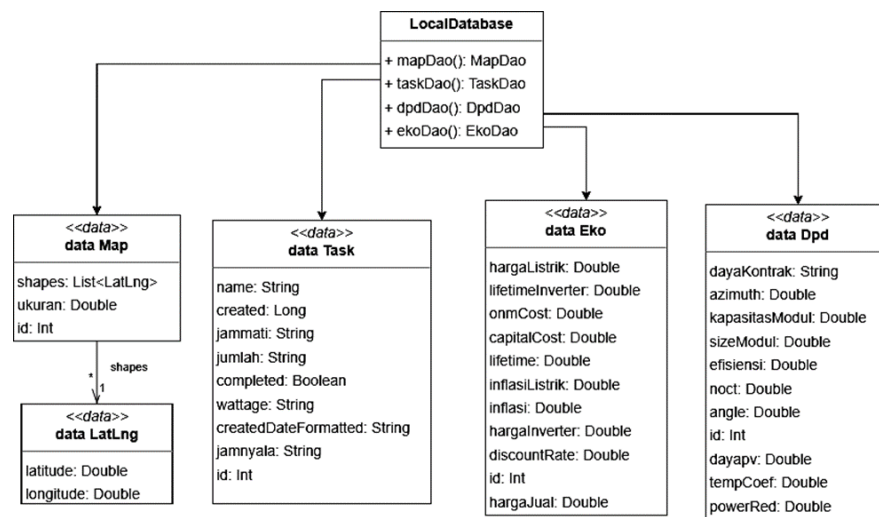 LocalDatabase
+ mapDao(): MapDao
+ taskDao(): TaskDao
+ dpdDao(): DpdDao
+ ekoDao(): EkoDao
<<data>>
data Map
shapes: List<LatLng>
ukuran: Double
id: Int
shapes
*
1
<<data>>
data LatLng
latitude: Double
longitude: Double
<<data>>
data Task
name: String
created: Long
jammati: String
jumlah: String
completed: Boolean
wattage: String
createdDateFormatted: String
jamnyala: String
id: Int
<<data>>
data Eko
hargaListrik: Double
lifetimeInverter: Double
onmCost: Double
capitalCost: Double
lifetime: Double
inflasiListrik: Double
inflasi: Double
hargaInverter: Double
discountRate: Double
id: Int
hargaJual: Double
<<data>>
data Dpd
dayaKontrak: String
azimuth: Double
kapasitasModul: Double
sizeModul: Double
efisiensi: Double
noct: Double
angle: Double
id: Int
dayapv: Double
tempCoef: Double
powerRed: Double